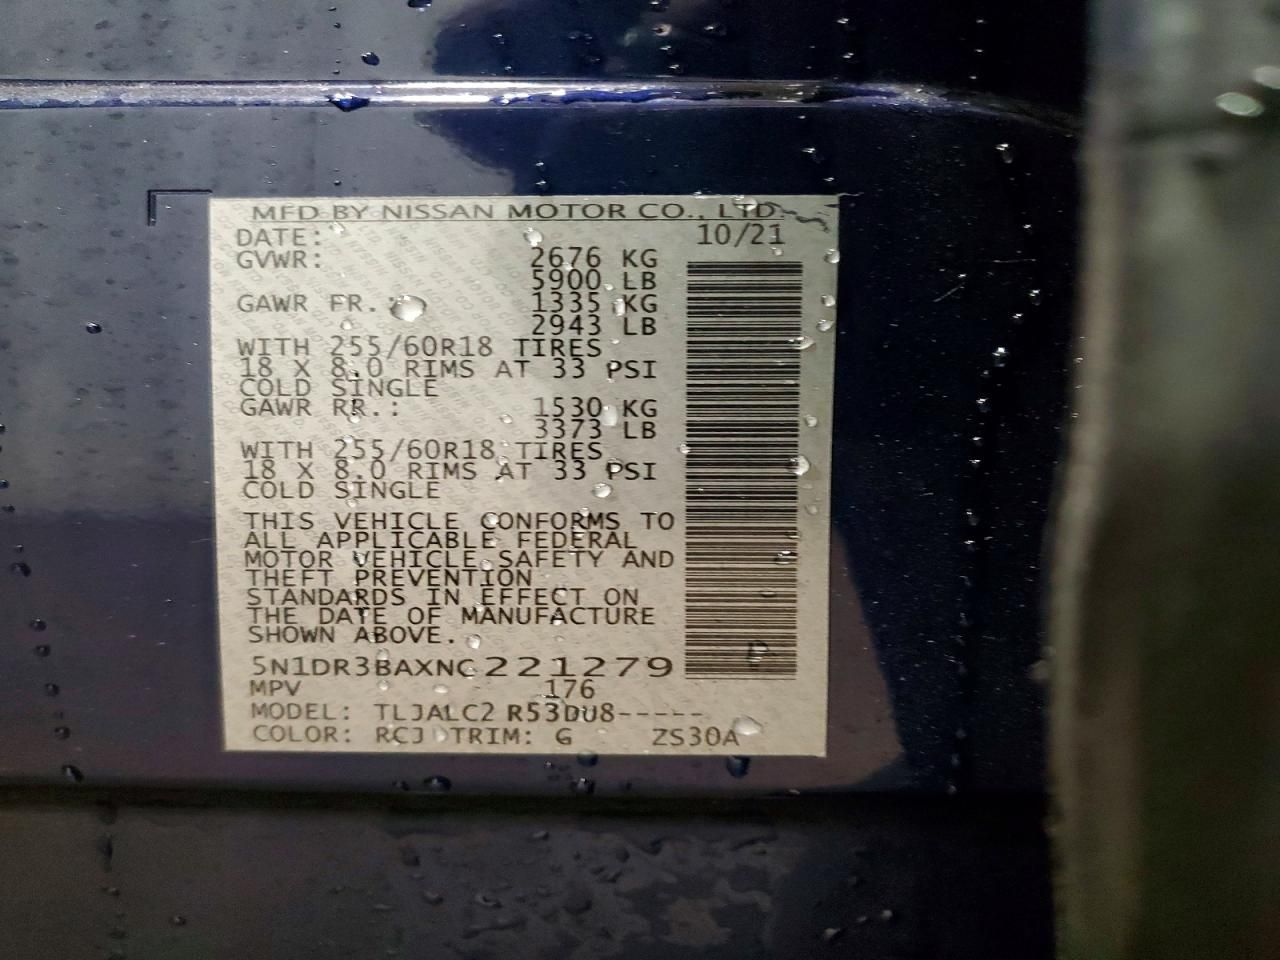 MFD BY NISSAN MOTOR CO., LTD.
DATE: 10/21
GVWR: 2676 KG
5900 LB
GAWR FR.: 1335 KG
2943 LB
WITH 255/60R18 TIRES
18 X 8.0 RIMS AT 33 PSI
COLD SINGLE
GAWR RR.: 1530 KG
3373 LB
WITH 255/60R18 TIRES
18 X 8.0 RIMS AT 33 PSI
COLD SINGLE
THIS VEHICLE CONFORMS TO
ALL APPLICABLE FEDERAL
MOTOR VEHICLE SAFETY AND
THEFT PREVENTION
STANDARDS IN EFFECT ON
THE DATE OF MANUFACTURE
SHOWN ABOVE.
5N1DR3BAXNC221279
MPV 176
MODEL: TLJALC2 R53DU8-----
COLOR: RCJ TRIM: G ZS30A